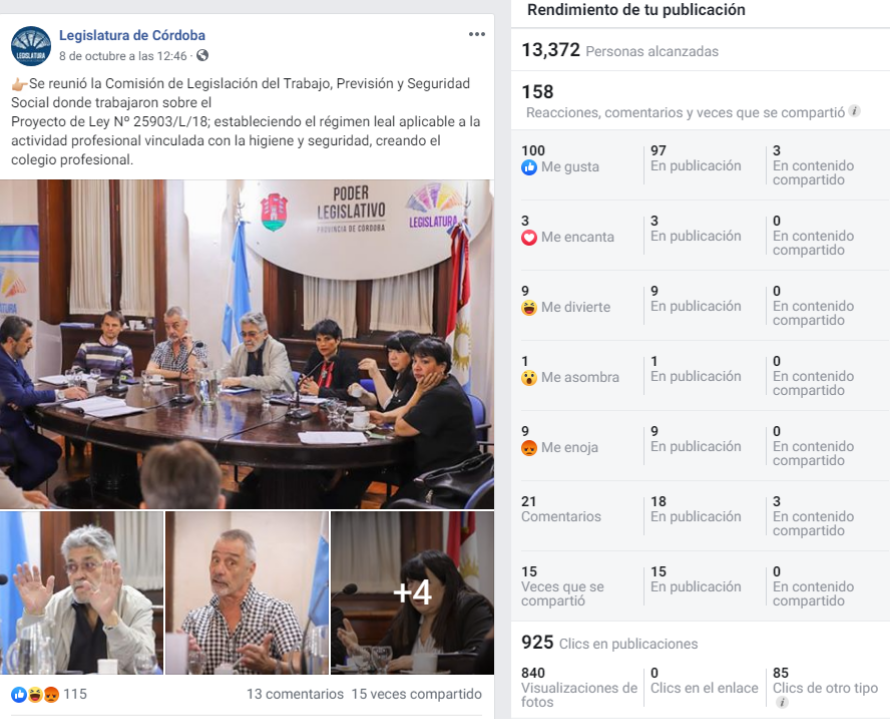 Legislatura de Córdoba
8 de octubre a las 12:46 ·
Se reunió la Comisión de Legislación del Trabajo, Previsión y Seguridad
Social donde trabajaron sobre el
Proyecto de Ley Nº 25903/L/18; estableciendo el régimen leal aplicable a la
actividad profesional vinculada con la higiene y seguridad, creando el
colegio profesional.
PODER
LEGISLATIVO
PROVINCIA DE CÓRDOBA
LEGISLATURA
+4
115
13 comentarios 15 veces compartido
Rendimiento de tu publicación
13,372 Personas alcanzadas
158
Reacciones, comentarios y veces que se compartió
100 97 3
Me gusta En publicación En contenido
compartido
3 3 0
Me encanta En publicación En contenido
compartido
9 9 0
Me divierte En publicación En contenido
compartido
1 1 0
Me asombra En publicación En contenido
compartido
9 9 0
Me enoja En publicación En contenido
compartido
21 18 3
Comentarios En publicación En contenido
compartido
15 15 0
Veces que se En publicación En contenido
compartió compartido
925 Clics en publicaciones
840 0 85
Visualizaciones de Clics en el enlace Clics de otro tipo
fotos